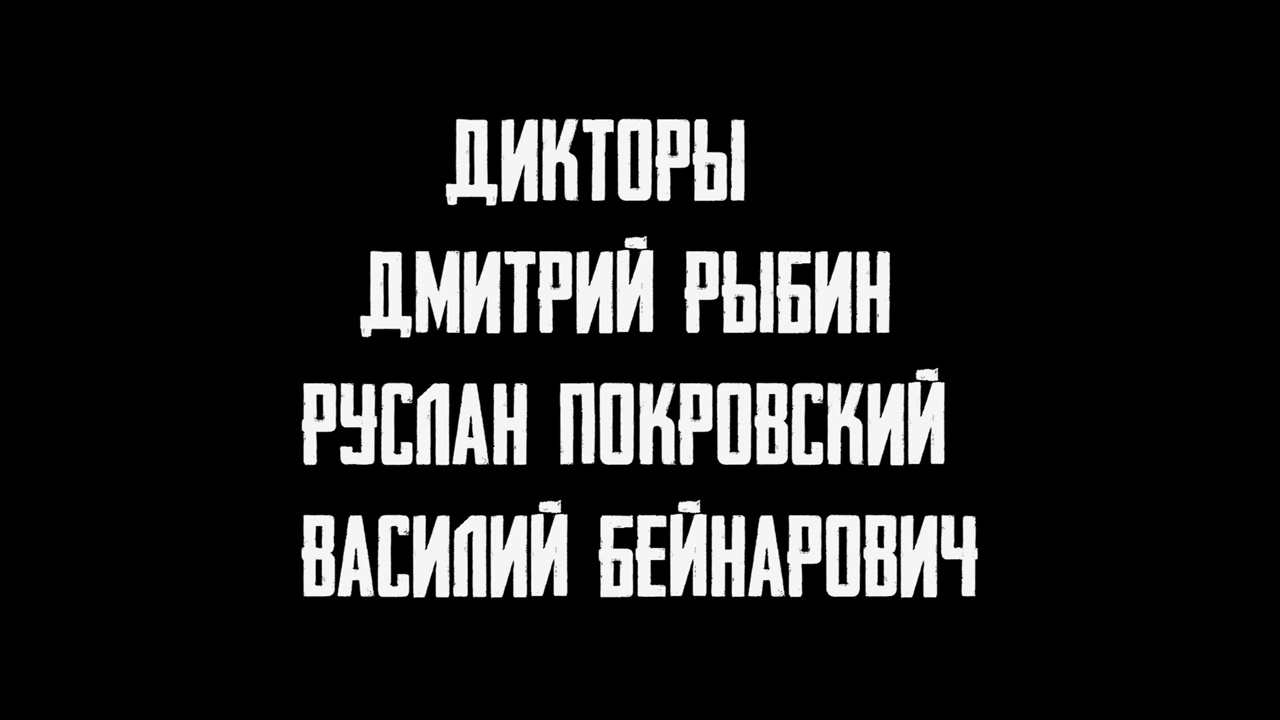 ДИКТОРЫ
ДМИТРИЙ РЫБИН
РУСЛАН ПОКРОВСКИЙ
ВАСИЛИЙ БЕЙНАРОВИЧ